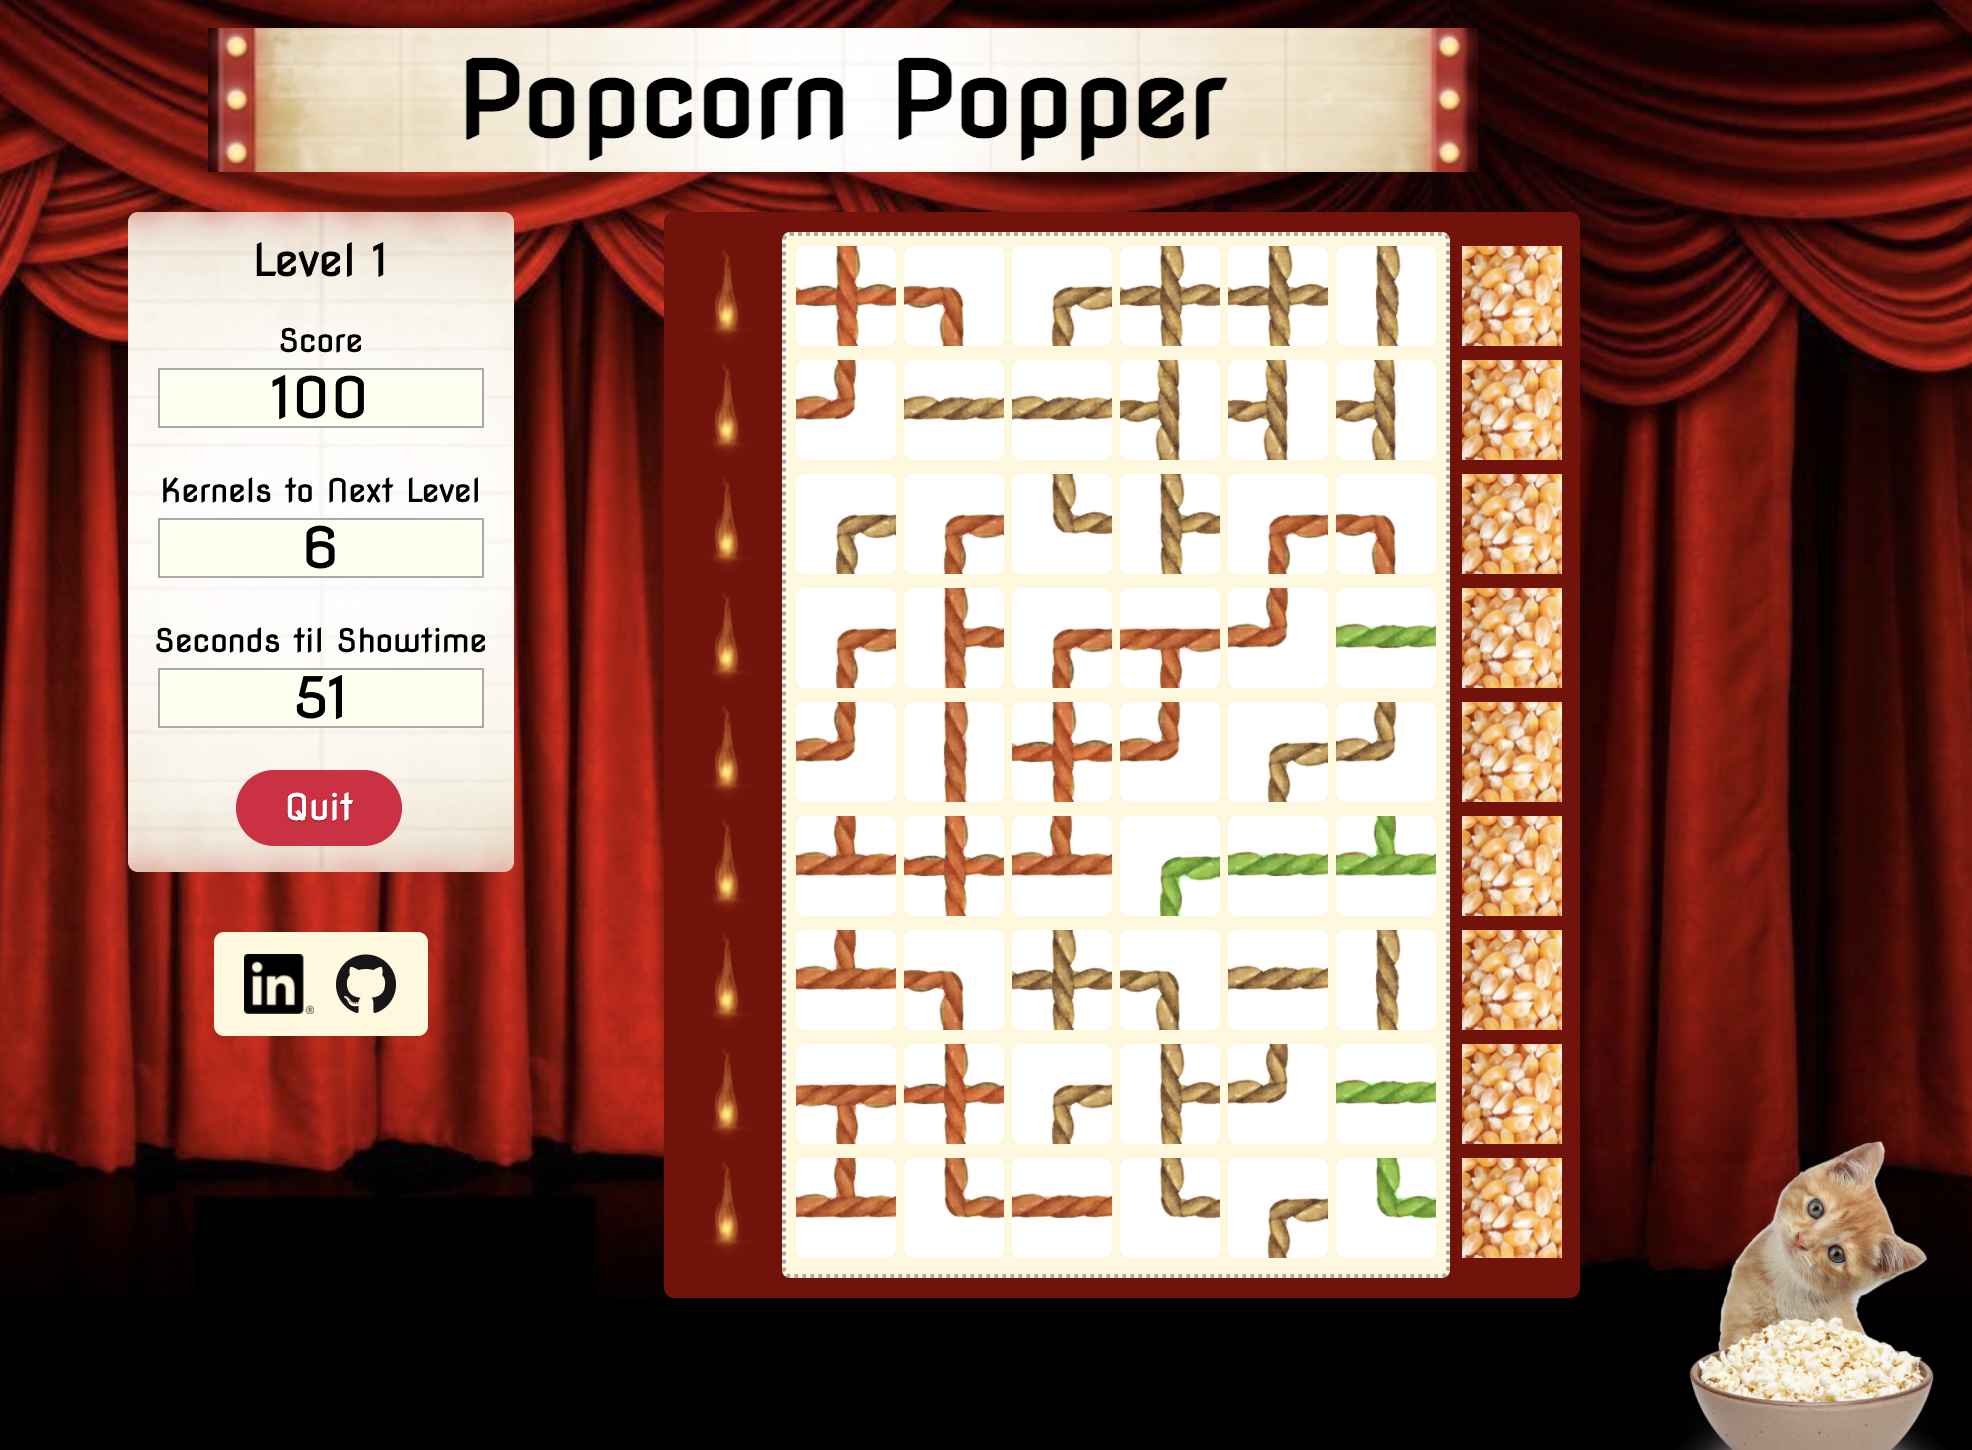 Popcorn Popper
Level 1
Score
100
Kernels to Next Level
6
Seconds til Showtime
51
Quit
in